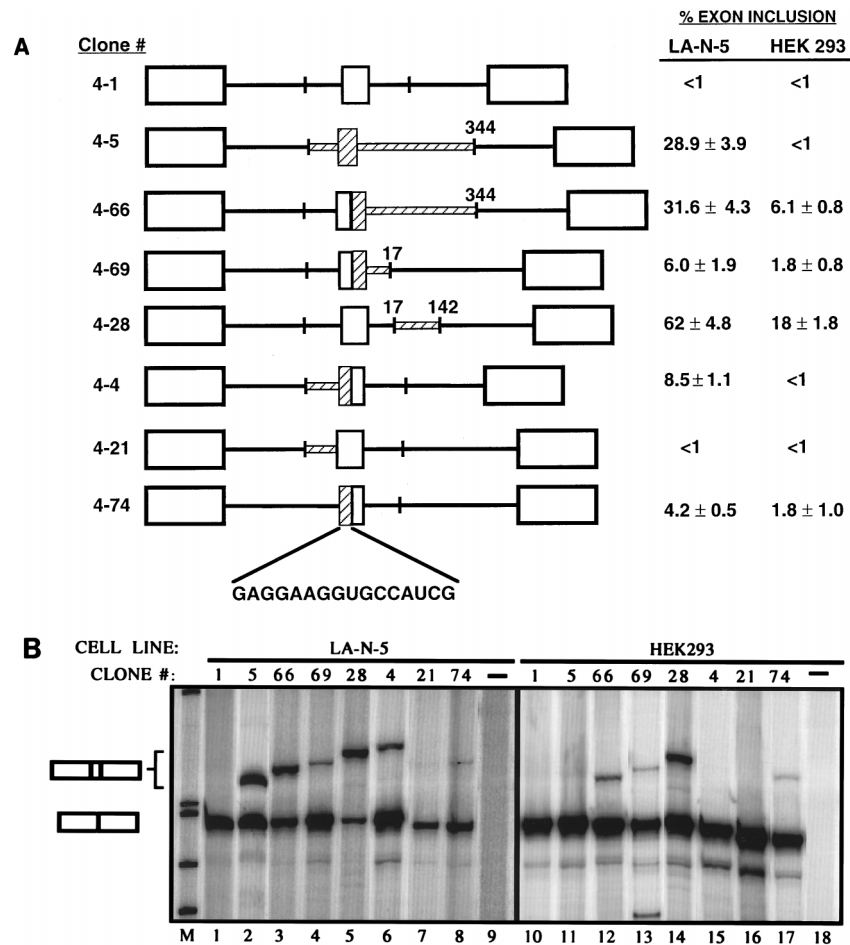 % EXON INCLUSION
A
Clone #
LA-N-5 HEK 293
4-1 <1 <1
344
4-5 28.9 ± 3.9 <1
344
4-66 31.6 ± 4.3 6.1 ± 0.8
17
4-69 6.0 ± 1.9 1.8 ± 0.8
17 142
4-28 62 ± 4.8 18 ± 1.8
4-4 8.5 ± 1.1 <1
4-21 <1 <1
4-74 4.2 ± 0.5 1.8 ± 1.0
GAGGAAGGUGCCAUCG
B
CELL LINE: LA-N-5 HEK293
CLONE #: 1 5 66 69 28 4 21 74 – 1 5 66 69 28 4 21 74 –
M 1 2 3 4 5 6 7 8 9 10 11 12 13 14 15 16 17 18